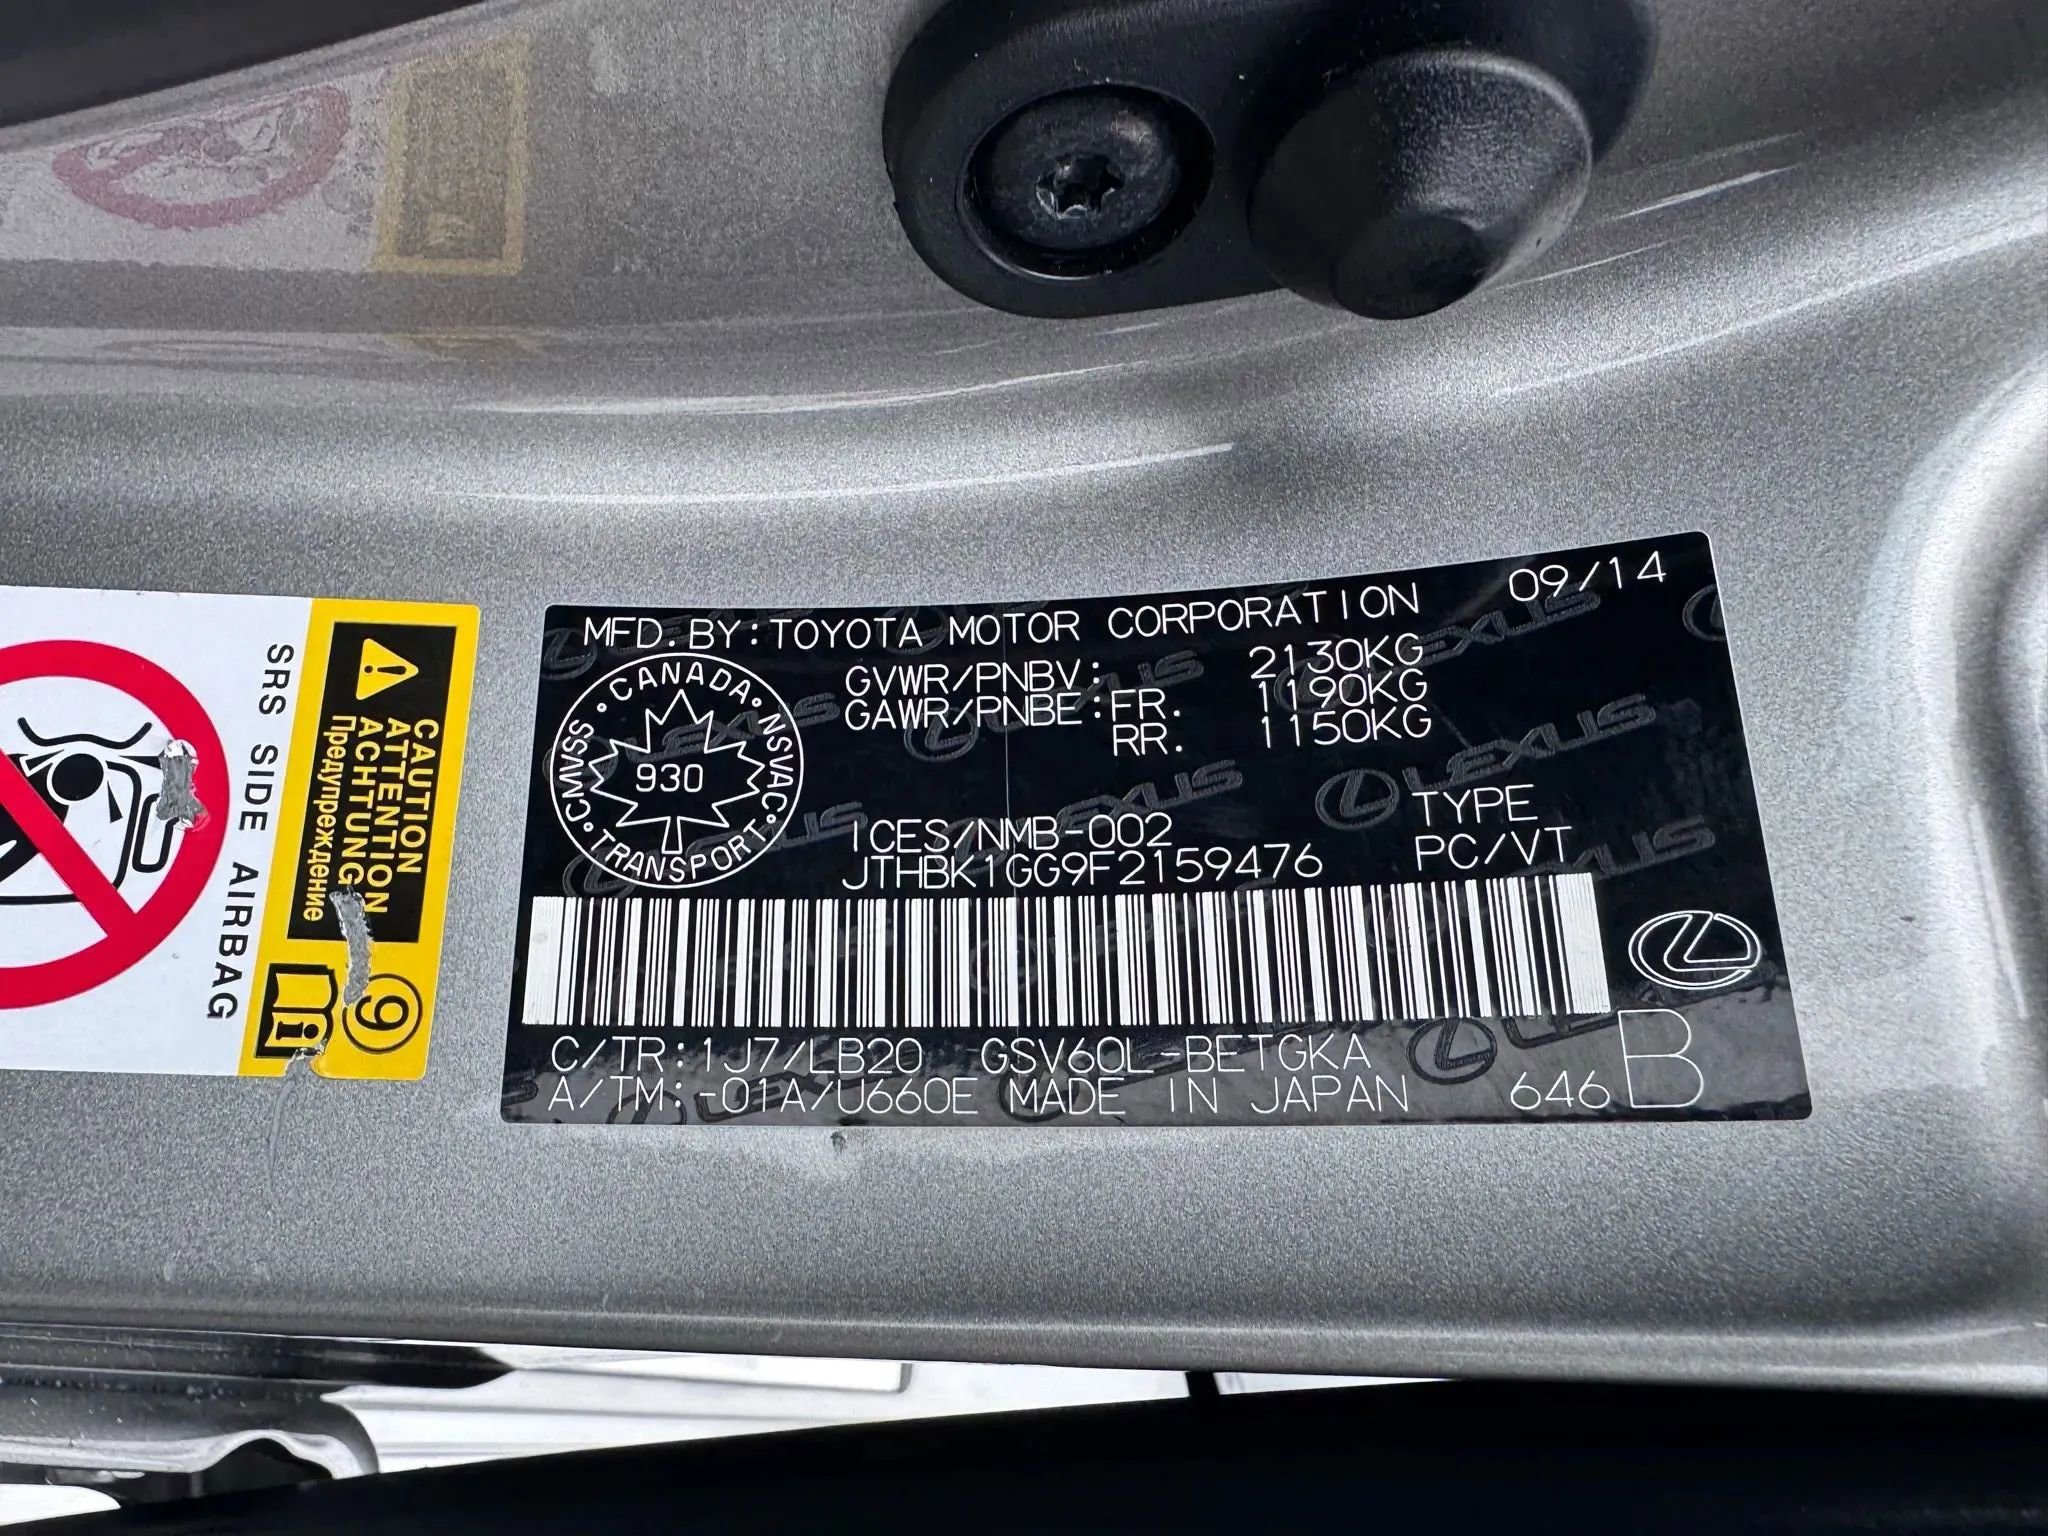 MFD. BY: TOYOTA MOTOR CORPORATION 09/14
GVWR/PNBV: 2130KG
GAWR/PNBE: FR. 1190KG
RR. 1150KG
CANADA • NSVAC • TRANSPORT • CMVSS
930
ICES/NMB-002 TYPE
JTHBK1GG9F2159476 PC/VT
C/TR: 1J7/LB20 GSV60L-BETGKA
A/TM: -01A/U660E MADE IN JAPAN 646 B
CAUTION
ATTENTION
ACHTUNG
Предупреждение
SRS SIDE AIRBAG
i 9
LEXUS